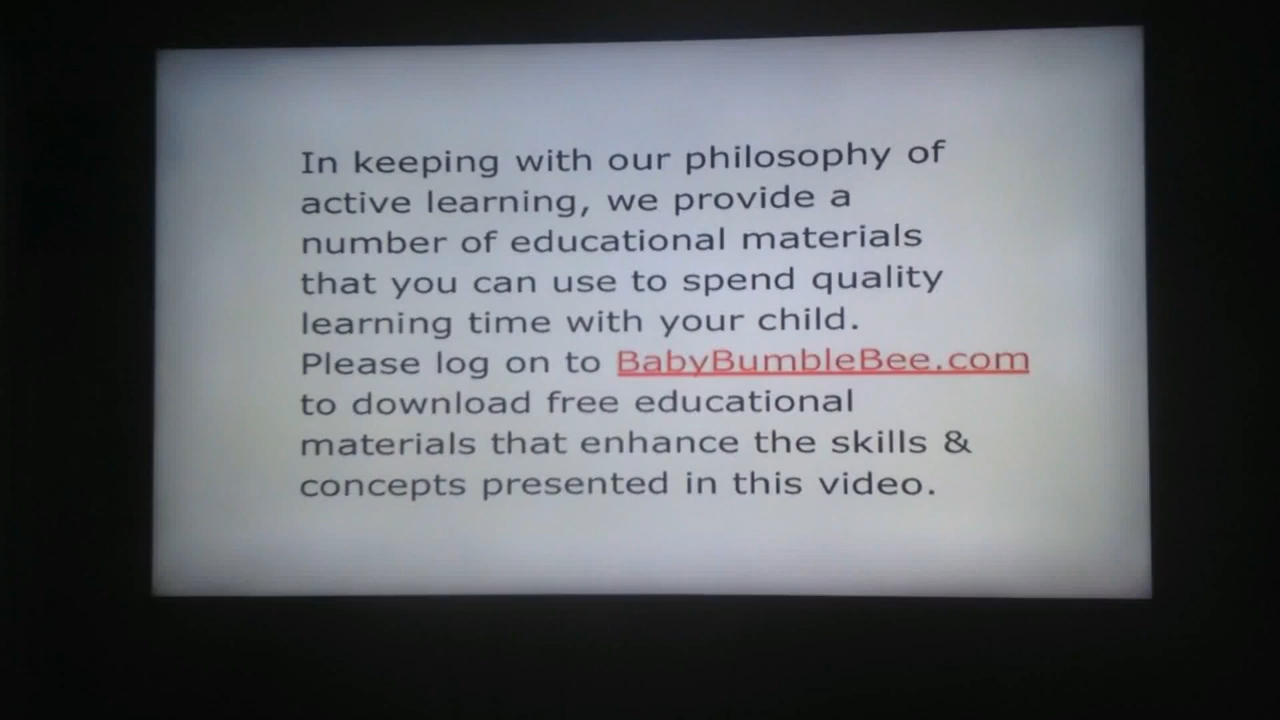 In keeping with our philosophy of
active learning, we provide a
number of educational materials
that you can use to spend quality
learning time with your child.
Please log on to BabyBumbleBee.com
to download free educational
materials that enhance the skills &
concepts presented in this video.